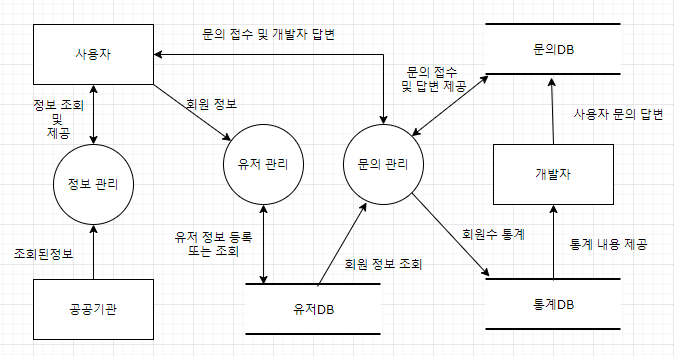 문의 접수 및 개발자 답변
사용자
문의DB
문의 접수
및 답변 제공
정보 조회
및
제공
회원 정보
사용자 문의 답변
정보 관리
유저 관리
문의 관리
개발자
유저 정보 등록
또는 조회
회원수 통계
통계 내용 제공
조회된정보
회원 정보 조회
공공기관
유저DB
통계DB